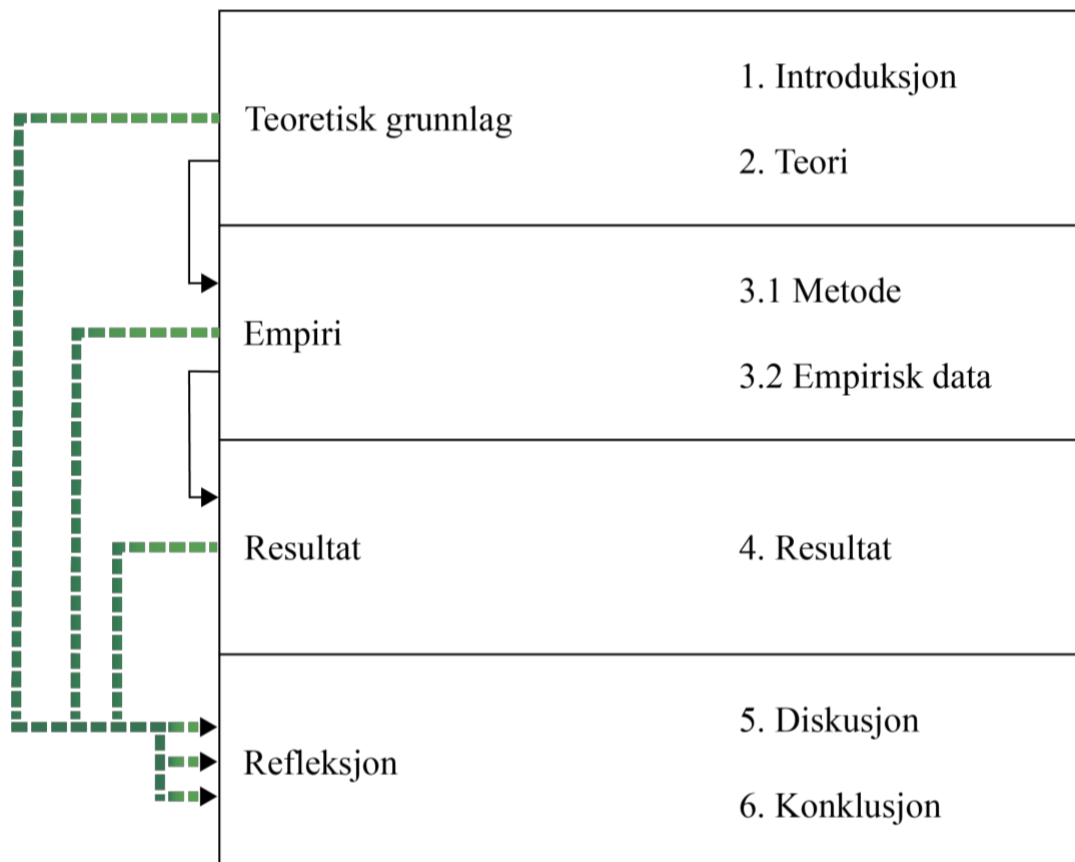 Teoretisk grunnlag
1. Introduksjon
2. Teori
Empiri
3.1 Metode
3.2 Empirisk data
Resultat
4. Resultat
Refleksjon
5. Diskusjon
6. Konklusjon